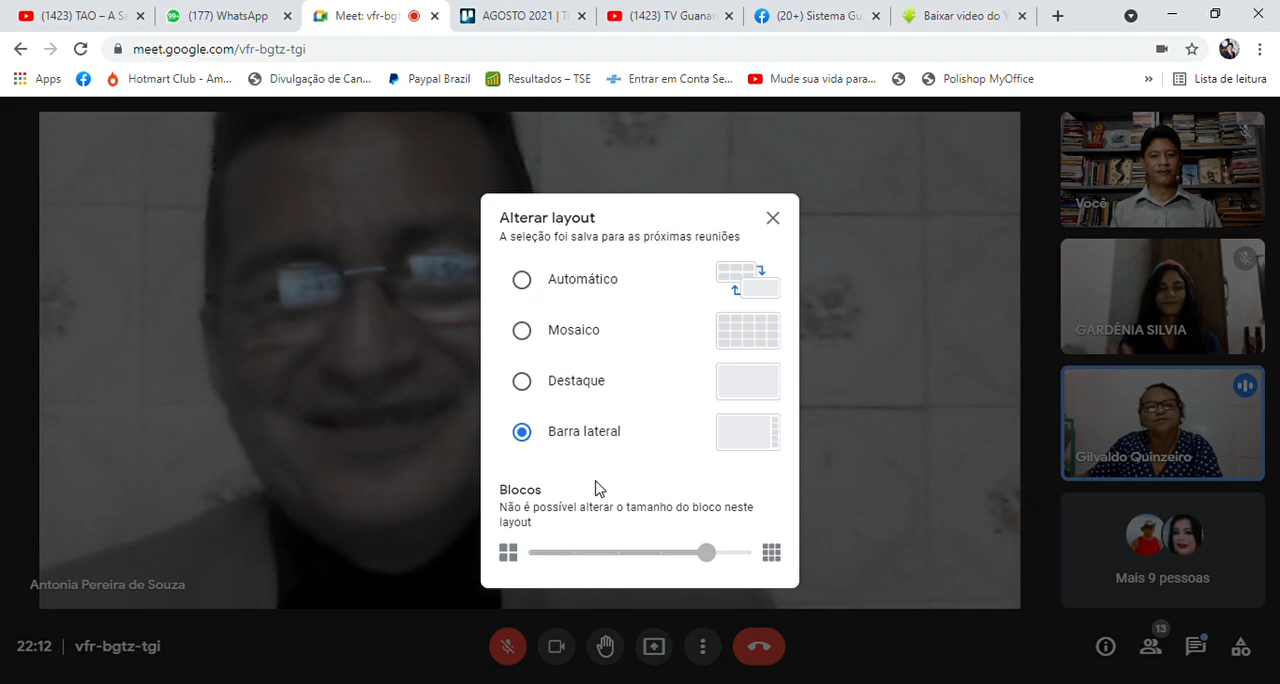 (1423) TAO – A Sa
(177) WhatsApp
Meet: vfr-bgt
AGOSTO 2021 | T
(1423) TV Guanar
(20+) Sistema Gu
Baixar video do Y
meet.google.com/vfr-bgtz-tgi
Apps
Hotmart Club - Am...
Divulgação de Can...
Paypal Brazil
Resultados – TSE
Entrar em Conta Se...
Mude sua vida para...
Polishop MyOffice
»
Lista de leitura
Alterar layout
A seleção foi salva para as próximas reuniões
Automático
Mosaico
Destaque
Barra lateral
Blocos
Não é possível alterar o tamanho do bloco neste
layout
Você
GARDÊNIA SILVIA
Gilvaldo Quinzeiro
Mais 9 pessoas
Antonia Pereira de Souza
22:12
vfr-bgtz-tgi
13